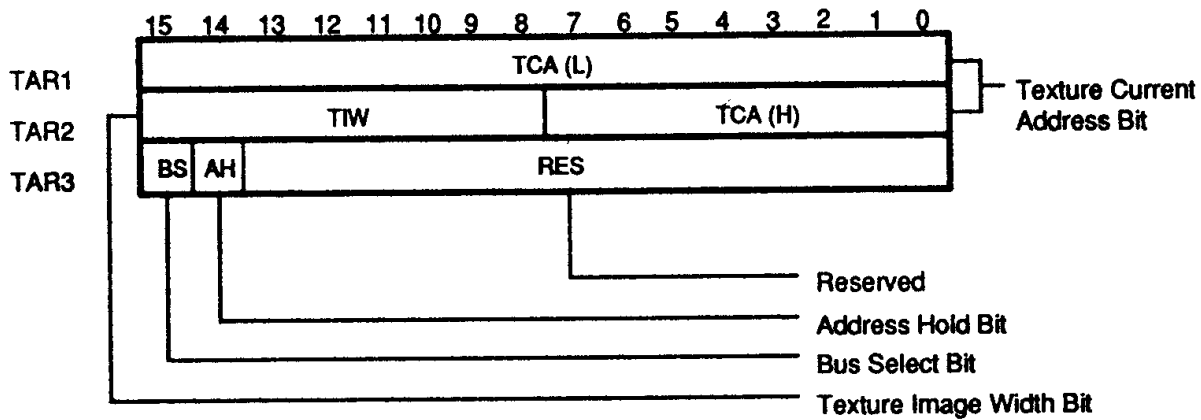 15 14 13 12 11 10 9 8 7 6 5 4 3 2 1 0
TAR1 TCA (L)
TAR2 TIW TCA (H)
TAR3 BS AH RES
Texture Current
Address Bit
Reserved
Address Hold Bit
Bus Select Bit
Texture Image Width Bit